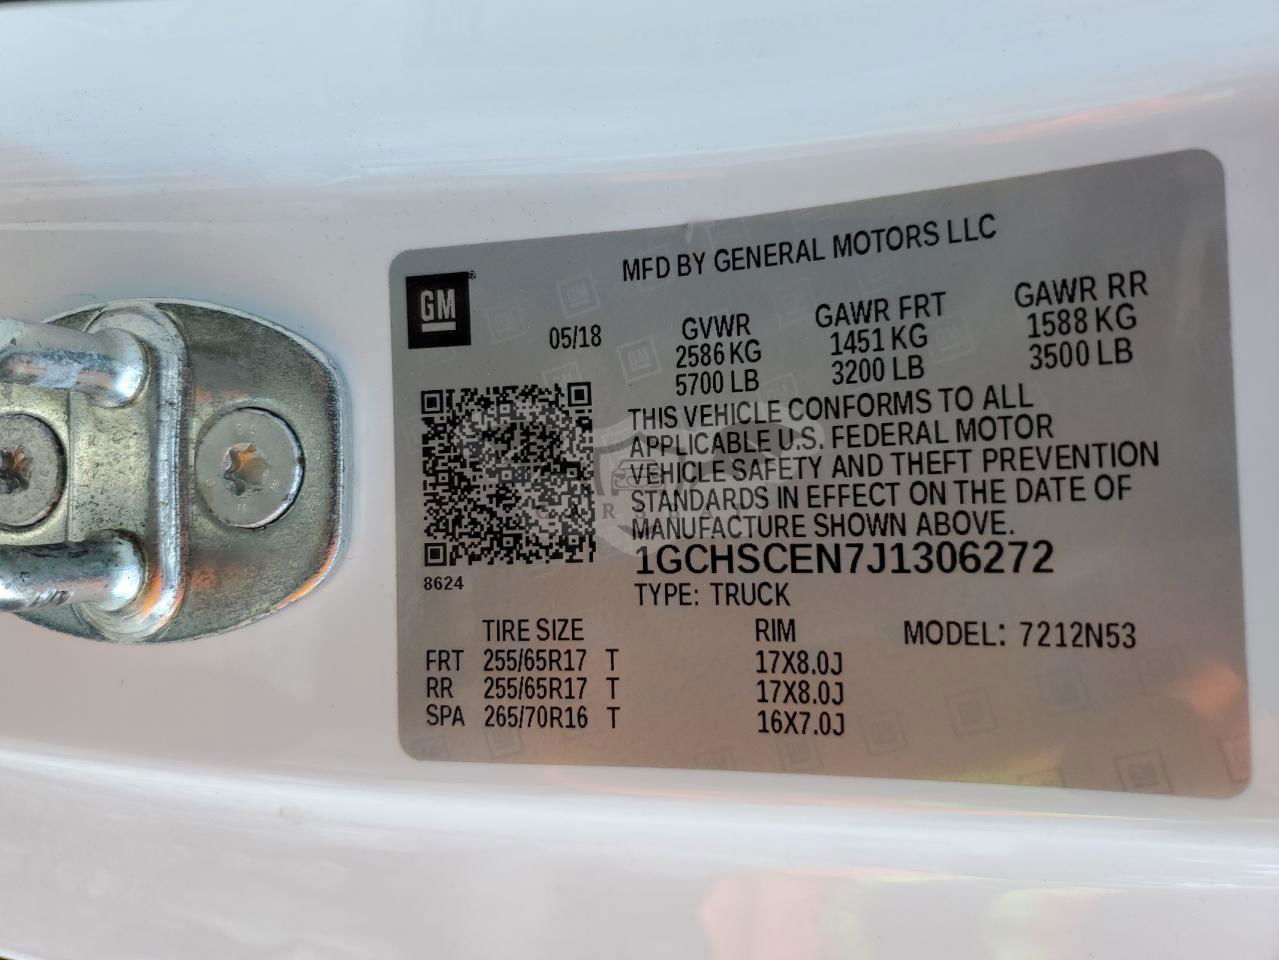 MFD BY GENERAL MOTORS LLC
GM
05/18
GVWR GAWR FRT GAWR RR
2586 KG 1451 KG 1588 KG
5700 LB 3200 LB 3500 LB
THIS VEHICLE CONFORMS TO ALL
APPLICABLE U.S. FEDERAL MOTOR
VEHICLE SAFETY AND THEFT PREVENTION
STANDARDS IN EFFECT ON THE DATE OF
MANUFACTURE SHOWN ABOVE.
8624
1GCHSCEN7J1306272
TYPE: TRUCK
TIRE SIZE RIM MODEL: 7212N53
FRT 255/65R17 T 17X8.0J
RR 255/65R17 T 17X8.0J
SPA 265/70R16 T 16X7.0J